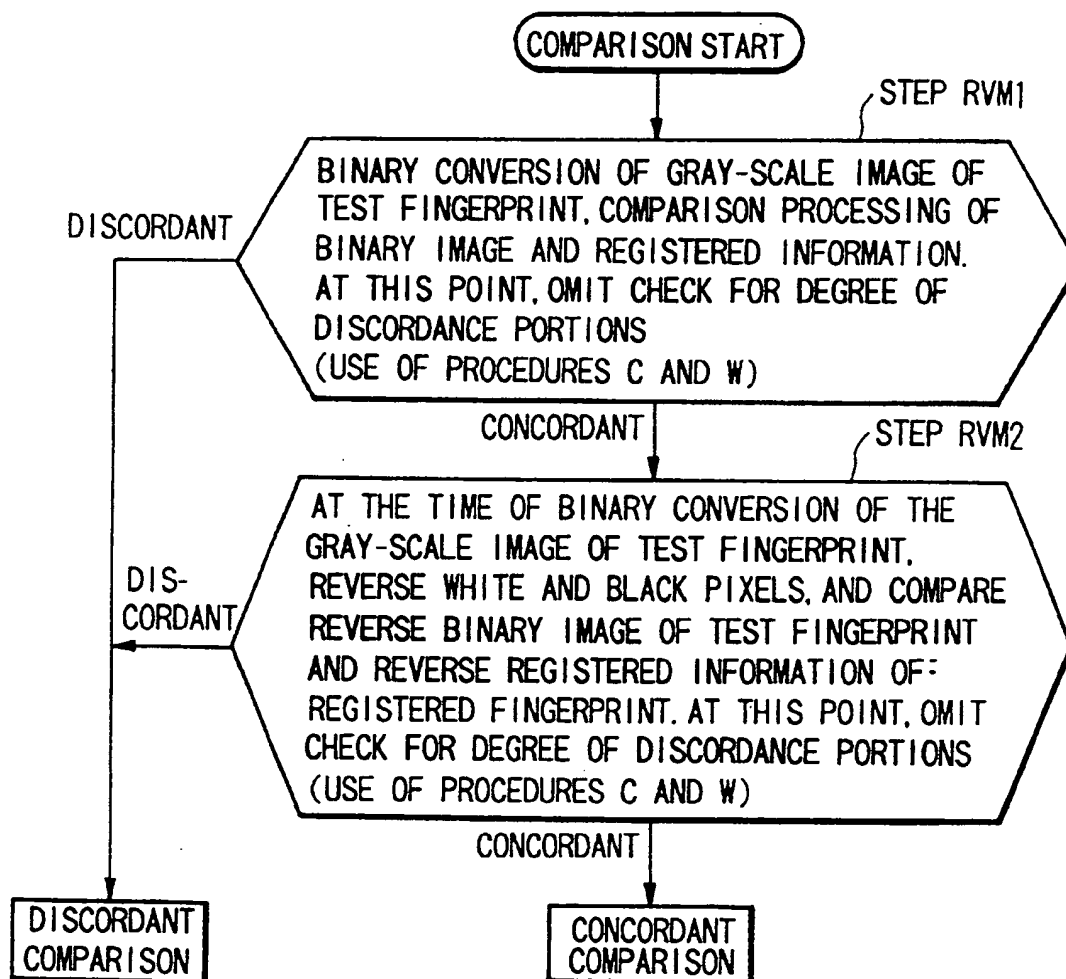 COMPARISON START
STEP RVM1
BINARY CONVERSION OF GRAY-SCALE IMAGE OF
TEST FINGERPRINT, COMPARISON PROCESSING OF
BINARY IMAGE AND REGISTERED INFORMATION.
AT THIS POINT, OMIT CHECK FOR DEGREE OF
DISCORDANCE PORTIONS
(USE OF PROCEDURES C AND W)
DISCORDANT
CONCORDANT
STEP RVM2
AT THE TIME OF BINARY CONVERSION OF THE
GRAY-SCALE IMAGE OF TEST FINGERPRINT,
REVERSE WHITE AND BLACK PIXELS, AND COMPARE
REVERSE BINARY IMAGE OF TEST FINGERPRINT
AND REVERSE REGISTERED INFORMATION OF
REGISTERED FINGERPRINT. AT THIS POINT, OMIT
CHECK FOR DEGREE OF DISCORDANCE PORTIONS
(USE OF PROCEDURES C AND W)
DIS-
CORDANT
CONCORDANT
DISCORDANT
COMPARISON
CONCORDANT
COMPARISON